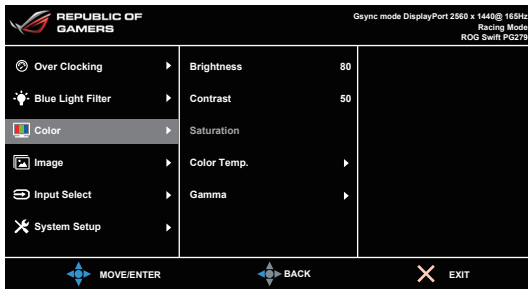 REPUBLIC OF
GAMERS
Gsync mode DisplayPort 2560 x 1440@ 165Hz
Racing Mode
ROG Swift PG279
Over Clocking
Brightness 80
Blue Light Filter
Contrast 50
Color
Saturation
Image
Color Temp.
Input Select
Gamma
System Setup
MOVE/ENTER BACK EXIT